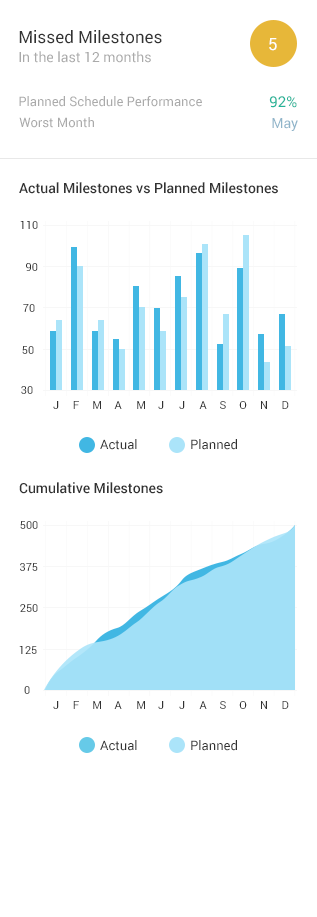 Missed Milestones
5
In the last 12 months
Planned Schedule Performance 92%
Worst Month May
Actual Milestones vs Planned Milestones
110
90
70
50
30
J F M A M J J A S O N D
Actual Planned
Cumulative Milestones
500
375
250
125
0
J F M A M J J A S O N D
Actual Planned